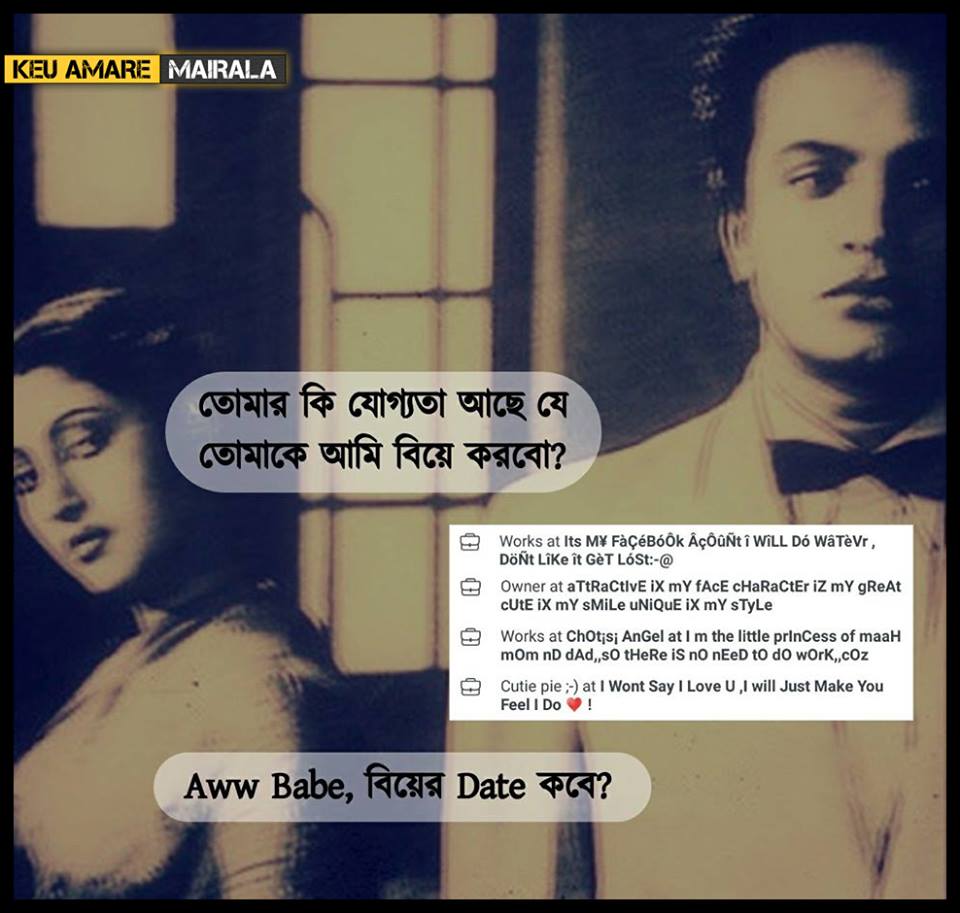 KEU AMARE MAIRALA
তোমার কি যোগ্যতা আছে যে
তোমাকে আমি বিয়ে করবো?
Works at Its M¥ FàÇéBóÔk ÂçÔûÑt î WîLL Dó WâTèVr ,
DöÑt LîKe ît GèT LóSt:-@
Owner at aTtRaCtIvE iX mY fAcE cHaRaCtEr iZ mY gReAt
cUtE iX mY sMiLe uNiQuE iX mY sTyLe
Works at ChOt¡s¡ AnGel at I m the little prInCess of maaH
mOm nD dAd,,sO tHeRe iS nO nEeD tO dO wOrK,,cOz
Cutie pie ;-) at I Wont Say I Love U ,I will Just Make You
Feel I Do ❤ !
Aww Babe, বিয়ের Date কবে?